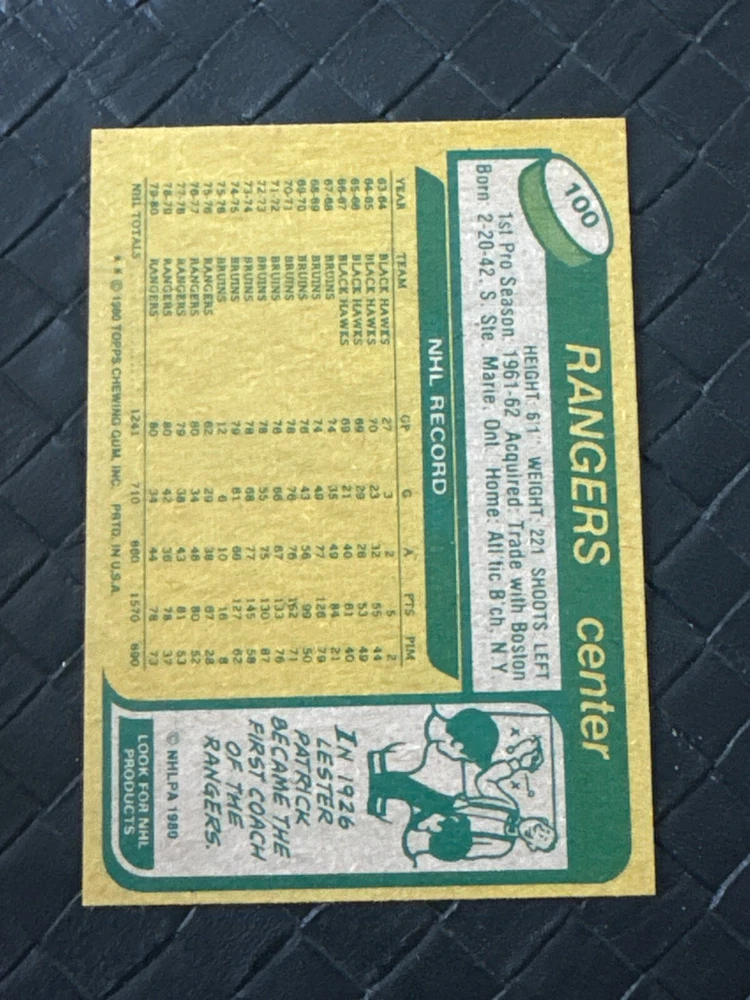 100
RANGERS center
HEIGHT: 6'1" WEIGHT: 221 SHOOTS: LEFT
1st Pro Season: 1961-62 Acquired: Trade with Boston
Born: 2-20-42, S. Ste. Marie, Ont. Home: Atl'tic B'ch, N.Y.
NHL RECORD
YEAR TEAM GP G A PTS PIM
63-64 BLACK HAWKS 27 3 2 5 2
64-65 BLACK HAWKS 70 23 32 55 44
65-66 BLACK HAWKS 69 29 26 53 49
66-67 BLACK HAWKS 69 21 40 61 40
67-68 BRUINS 74 35 49 84 21
68-69 BRUINS 74 49 77 126 79
69-70 BRUINS 76 43 56 99 50
70-71 BRUINS 78 76 76 152 71
71-72 BRUINS 76 66 67 133 76
72-73 BRUINS 78 55 75 130 87
73-74 BRUINS 78 68 77 145 58
74-75 BRUINS 79 61 66 127 62
75-76 BRUINS 12 6 10 16 8
75-76 RANGERS 62 29 38 67 28
76-77 RANGERS 80 34 46 80 52
77-78 RANGERS 79 38 43 81 53
78-79 RANGERS 80 42 36 78 37
79-80 RANGERS 80 34 44 78 73
NHL TOTALS 1241 710 860 1570 890
* * © 1980 TOPPS CHEWING GUM, INC. PRTD. IN U.S.A.
IN 1926
LESTER
PATRICK
BECAME THE
FIRST COACH
OF THE
RANGERS.
© NHLPA 1980
LOOK FOR NHL
PRODUCTS